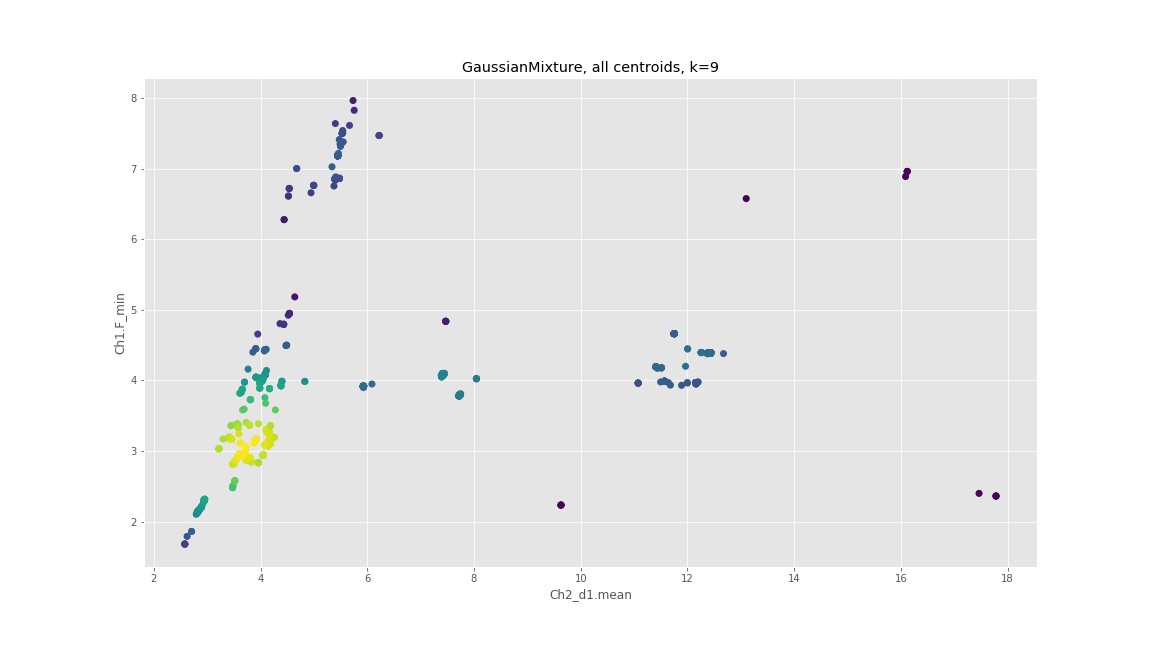 GaussianMixture, all centroids, k=9
8
7
6
5
4
3
2
Ch1.F_min
2 4 6 8 10 12 14 16 18
Ch2_d1.mean